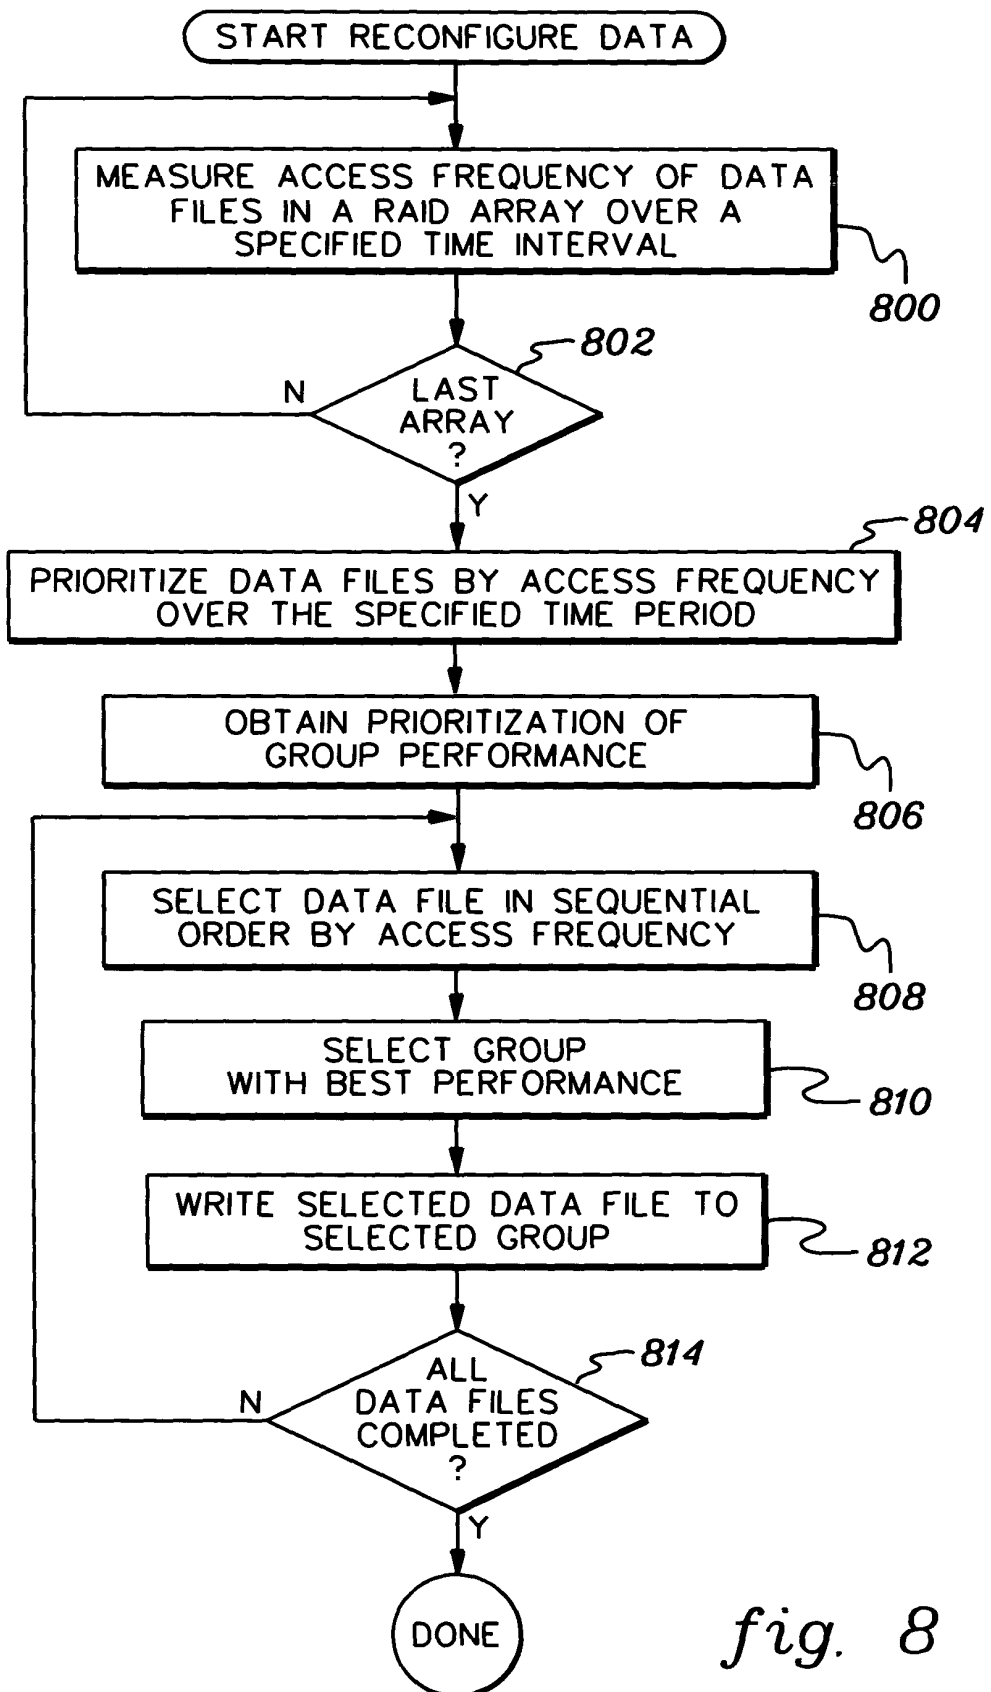 START RECONFIGURE DATA
MEASURE ACCESS FREQUENCY OF DATA
FILES IN A RAID ARRAY OVER A
SPECIFIED TIME INTERVAL
800
802
LAST
ARRAY
?
N
Y
804
PRIORITIZE DATA FILES BY ACCESS FREQUENCY
OVER THE SPECIFIED TIME PERIOD
OBTAIN PRIORITIZATION OF
GROUP PERFORMANCE
806
SELECT DATA FILE IN SEQUENTIAL
ORDER BY ACCESS FREQUENCY
808
SELECT GROUP
WITH BEST PERFORMANCE
810
WRITE SELECTED DATA FILE TO
SELECTED GROUP
812
814
ALL
DATA FILES
COMPLETED
?
N
Y
DONE
fig. 8